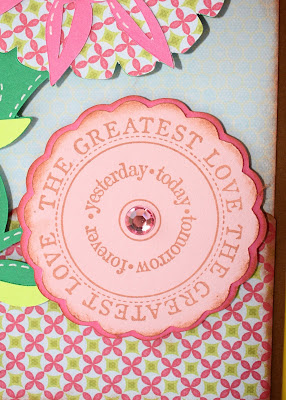 THE GREATEST LOVE THE GREATEST LOVE
yesterday • today • tomorrow • forever •